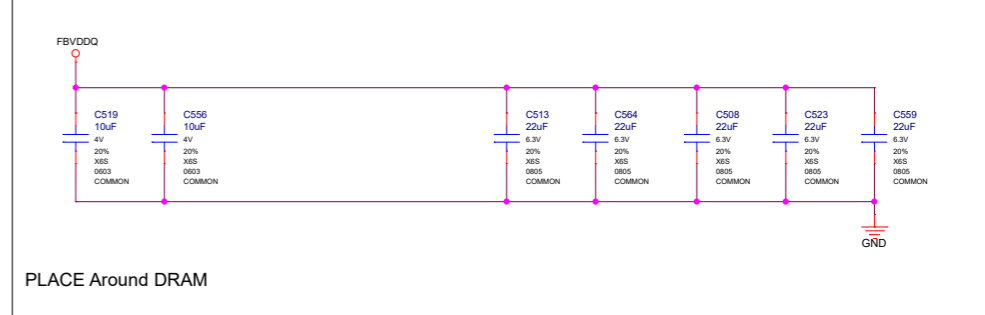 FBVDDQ
C519
10uF
4V
20%
X6S
0603
COMMON
C556
10uF
4V
20%
X6S
0603
COMMON
C513
22uF
6.3V
20%
X6S
0805
COMMON
C564
22uF
6.3V
20%
X6S
0805
COMMON
C508
22uF
6.3V
20%
X6S
0805
COMMON
C523
22uF
6.3V
20%
X6S
0805
COMMON
C559
22uF
6.3V
20%
X6S
0805
COMMON
GND
PLACE Around DRAM